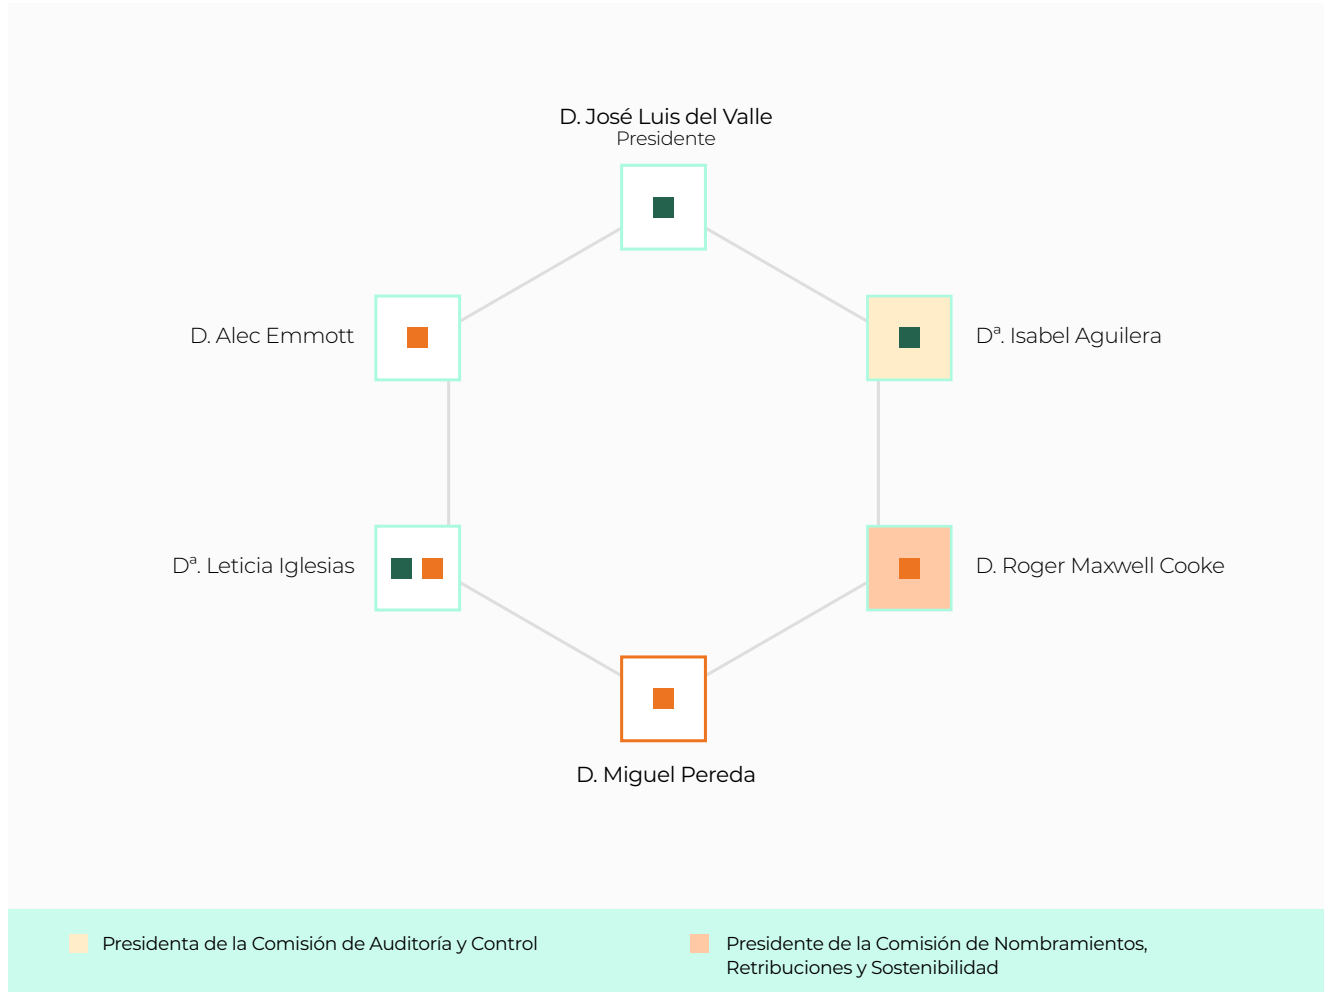 D. José Luis del Valle
Presidente
D. Alec Emmott
Dª. Isabel Aguilera
Dª. Leticia Iglesias
D. Roger Maxwell Cooke
D. Miguel Pereda
Presidenta de la Comisión de Auditoría y Control
Presidente de la Comisión de Nombramientos,
Retribuciones y Sostenibilidad